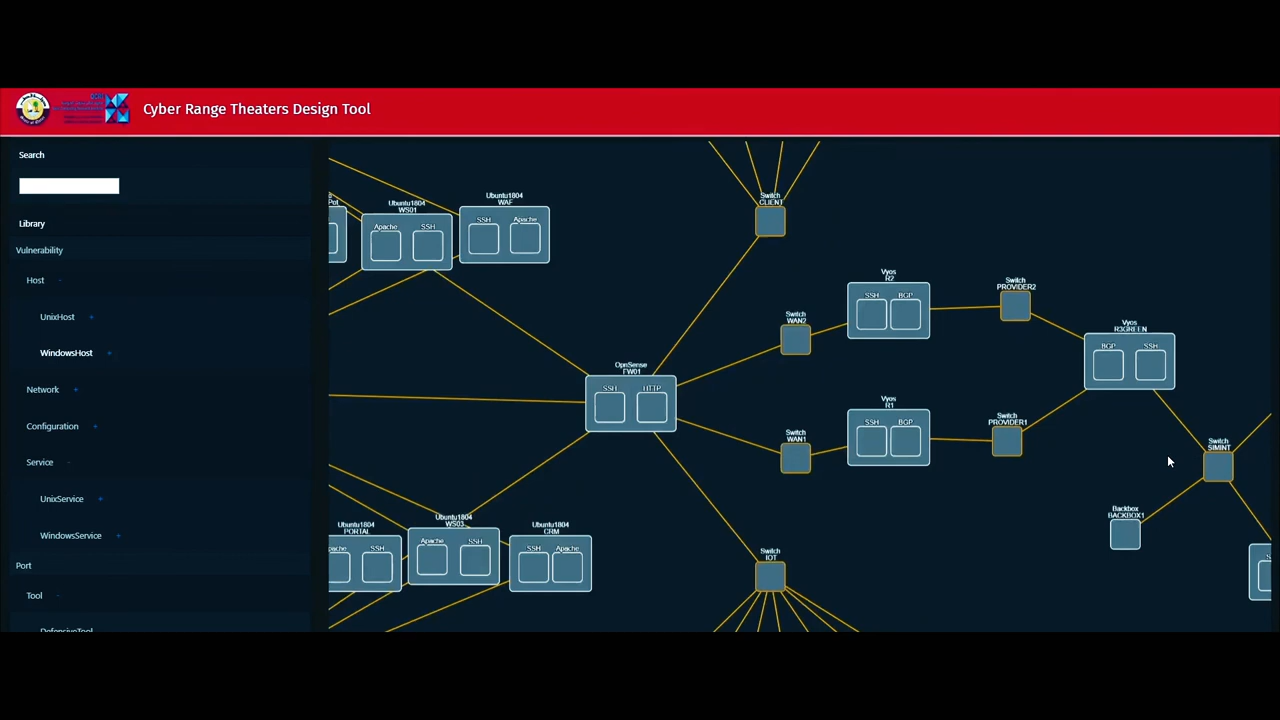 Cyber Range Theaters Design Tool
Search
Library
Vulnerability
Host -
UnixHost +
WindowsHost +
Network +
Configuration +
Service -
UnixService +
WindowsService +
Port
Tool -
DefensiveTool
Pot
Ubuntu1804
WS01
Apache SSH
Ubuntu1804
WAF
SSH Apache
Switch
CLIENT
Vyos
R2
SSH BGP
Switch
PROVIDER2
Switch
WAN2
Vyos
R3GREEN
BGP SSH
OpnSense
FW01
SSH HTTP
Vyos
R1
SSH BGP
Switch
PROVIDER1
Switch
WAN1
Switch
SIMINT
Backbox
BACKBOX1
Ubuntu1804
PORTAL
pache SSH
Ubuntu1804
WS03
Apache SSH
Ubuntu1804
CRM
SSH Apache
Switch
IOT
S